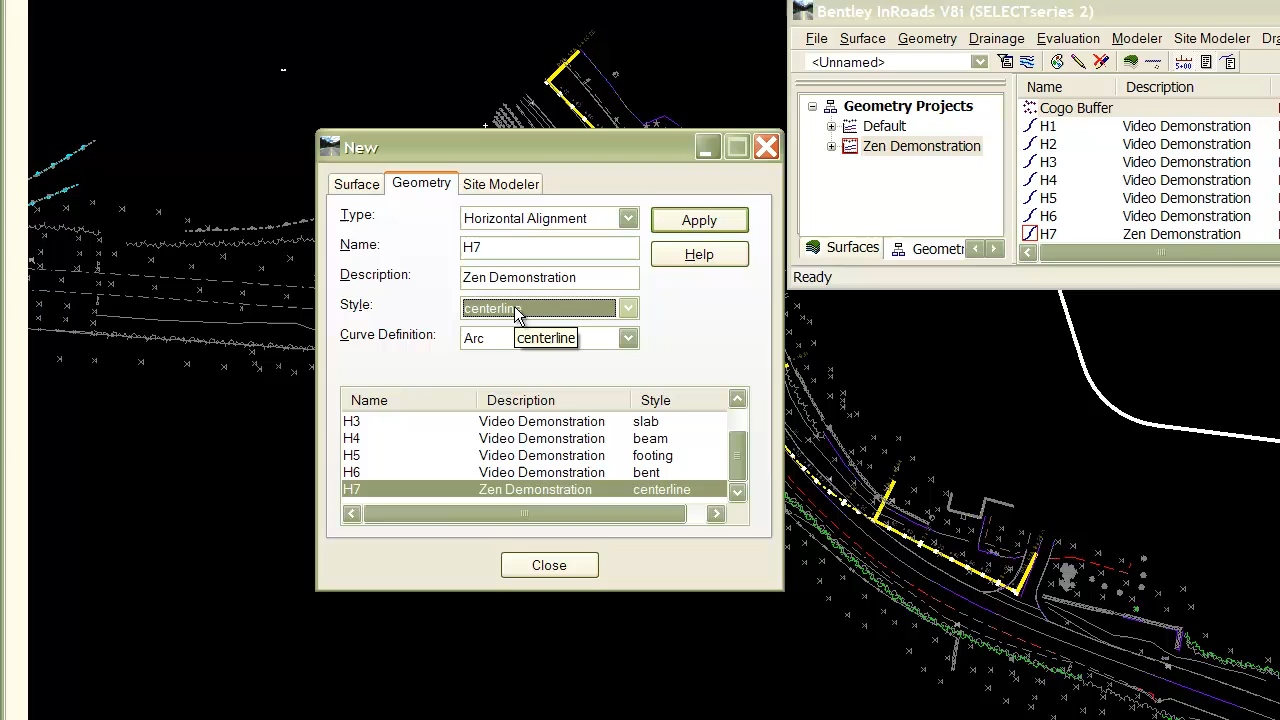 Bentley InRoads V8i (SELECTseries 2)
File Surface Geometry Drainage Evaluation Modeler Site Modeler
<Unnamed>
5+00
Geometry Projects
Default
Zen Demonstration
Name Description
Cogo Buffer
H1 Video Demonstration
H2 Video Demonstration
H3 Video Demonstration
H4 Video Demonstration
H5 Video Demonstration
H6 Video Demonstration
H7 Zen Demonstration
Surfaces Geometr
Ready
New
Surface Geometry Site Modeler
Type: Horizontal Alignment Apply
Name: H7 Help
Description: Zen Demonstration
Style: centerline
Curve Definition: Arc
centerline
Name Description Style
H3 Video Demonstration slab
H4 Video Demonstration beam
H5 Video Demonstration footing
H6 Video Demonstration bent
H7 Zen Demonstration centerline
Close